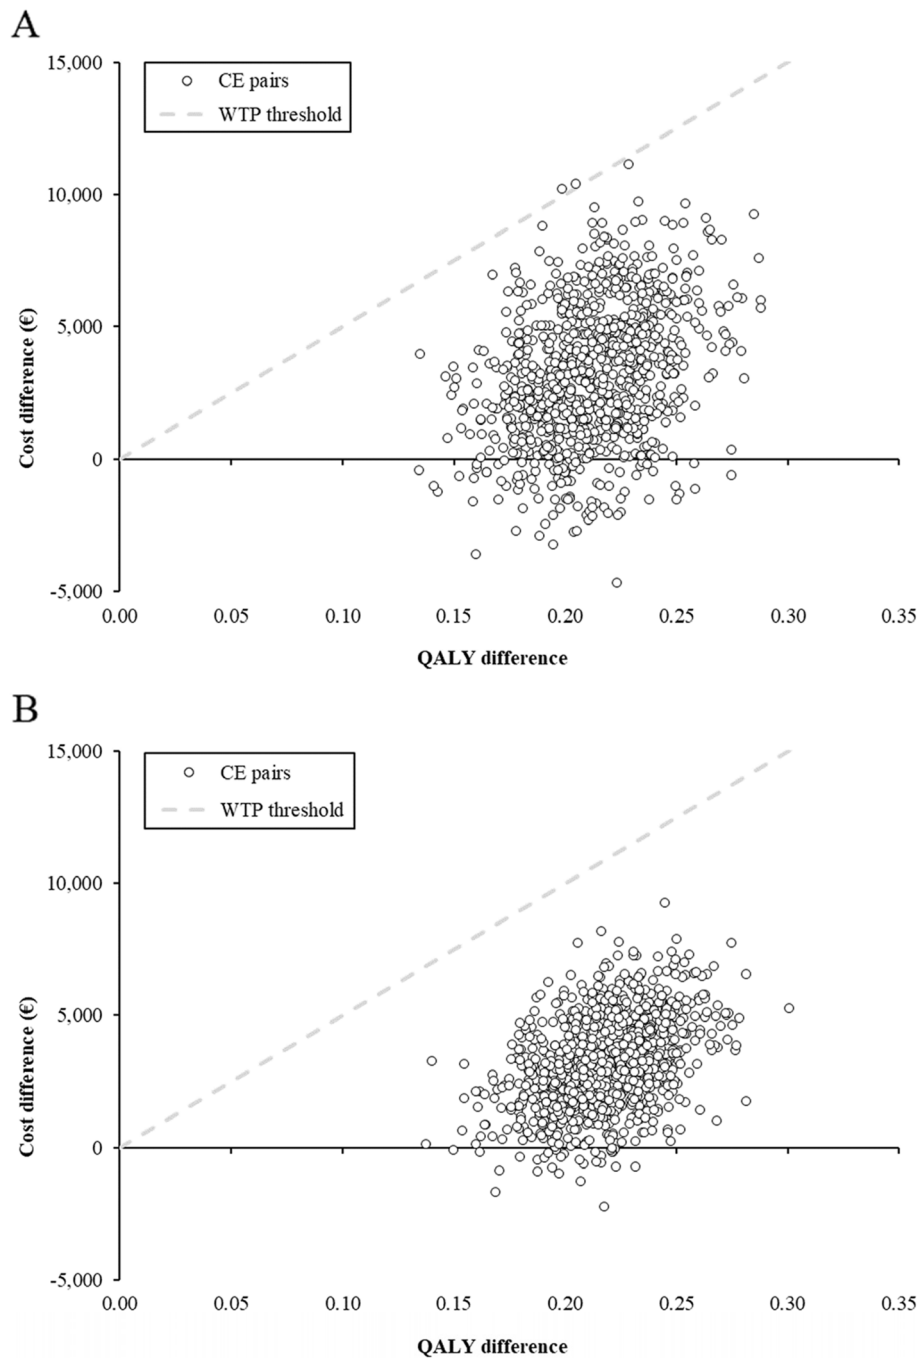 A
15,000
CE pairs
WTP threshold
10,000
5,000
0
-5,000
Cost difference (€)
0.00 0.05 0.10 0.15 0.20 0.25 0.30 0.35
QALY difference
B
15,000
CE pairs
WTP threshold
10,000
5,000
0
-5,000
Cost difference (€)
0.00 0.05 0.10 0.15 0.20 0.25 0.30 0.35
QALY difference